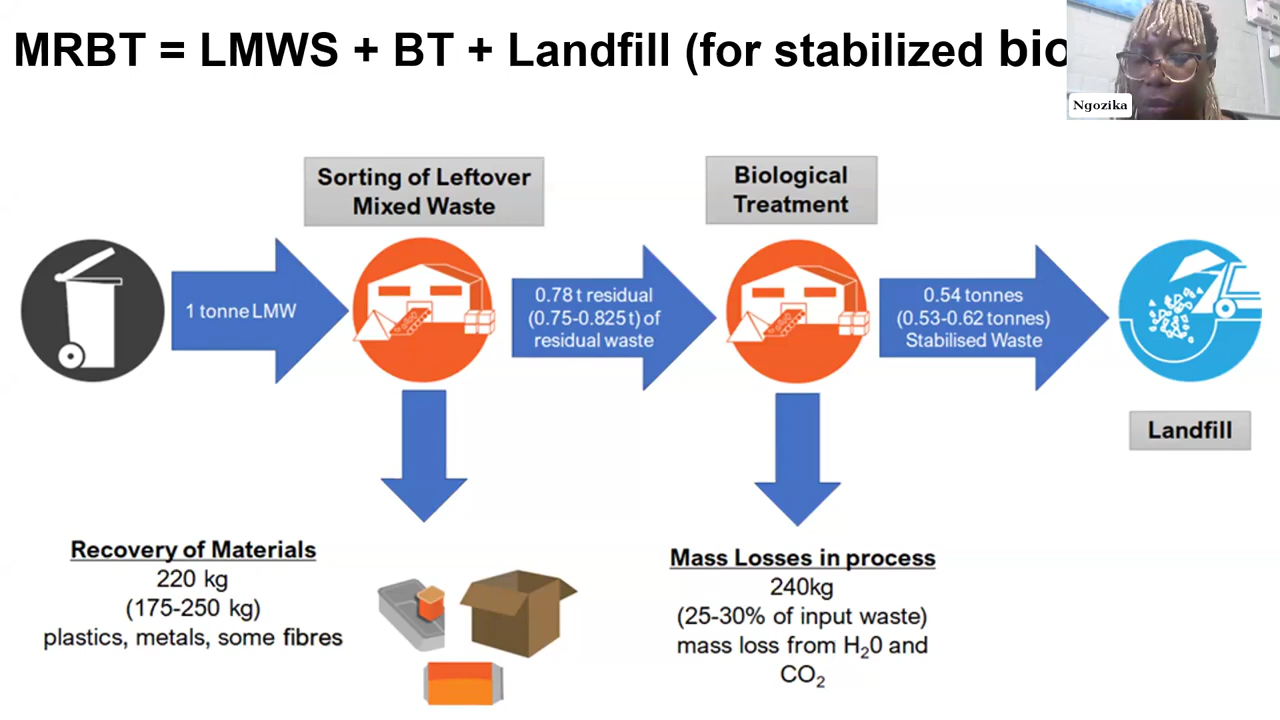 MRBT = LMWS + BT + Landfill (for stabilized bio
Ngozika
Sorting of Leftover
Mixed Waste
Biological
Treatment
1 tonne LMW
0.78 t residual
(0.75-0.825 t) of
residual waste
0.54 tonnes
(0.53-0.62 tonnes)
Stabilised Waste
Landfill
Recovery of Materials
220 kg
(175-250 kg)
plastics, metals, some fibres
Mass Losses in process
240kg
(25-30% of input waste)
mass loss from H₂0 and
CO₂